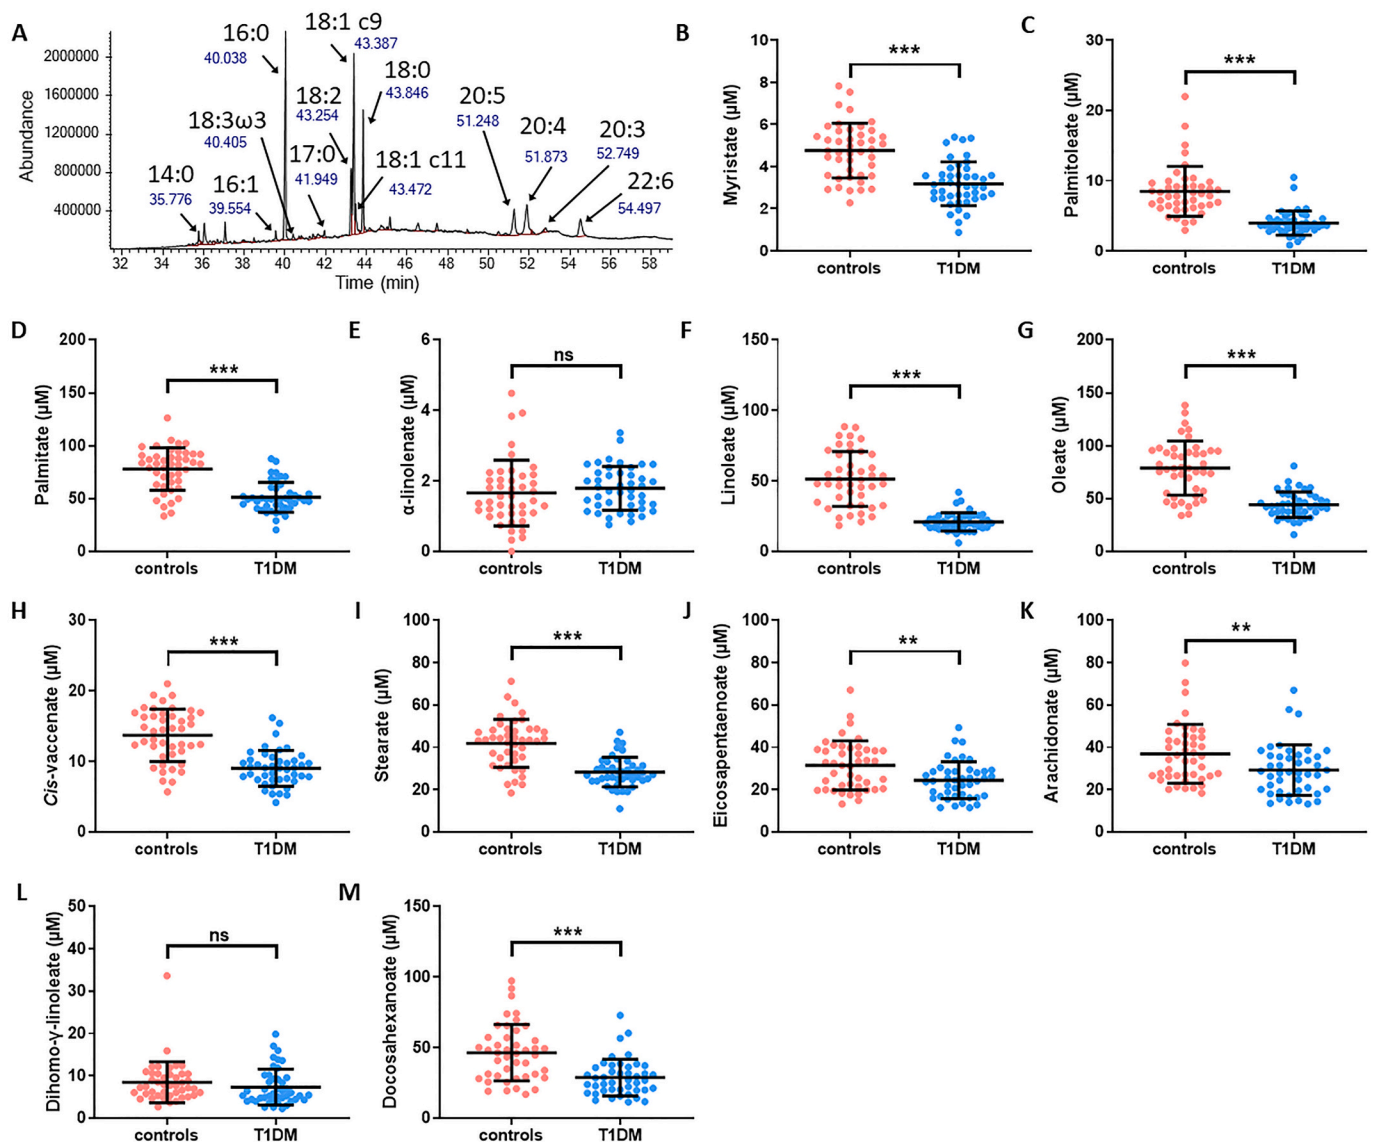 A
Abundance
2000000
1600000
1200000
800000
400000
32 34 36 38 40 42 44 46 48 50 52 54 56 58
Time (min)
14:0
35.776
16:1
39.554
16:0
40.038
18:3ω3
40.405
17:0
41.949
18:2
43.254
18:1 c9
43.387
18:1 c11
43.472
18:0
43.846
20:5
51.248
20:4
51.873
20:3
52.749
22:6
54.497
B
Myristate (µM)
10
8
6
4
2
0
***
controls T1DM
C
Palmitoleate (µM)
30
20
10
0
***
controls T1DM
D
Palmitate (µM)
200
150
100
50
0
***
controls T1DM
E
α-linolenate (µM)
6
4
2
0
ns
controls T1DM
F
Linoleate (µM)
150
100
50
0
***
controls T1DM
G
Oleate (µM)
200
150
100
50
0
***
controls T1DM
H
Cis-vaccenate (µM)
30
20
10
0
***
controls T1DM
I
Stearate (µM)
100
80
60
40
20
0
***
controls T1DM
J
Eicosapentaenoate (µM)
100
80
60
40
20
0
**
controls T1DM
K
Arachidonate (µM)
100
80
60
40
20
0
**
controls T1DM
L
Dihomo-γ-linoleate (µM)
50
40
30
20
10
0
ns
controls T1DM
M
Docosahexanoate (µM)
150
100
50
0
***
controls T1DM